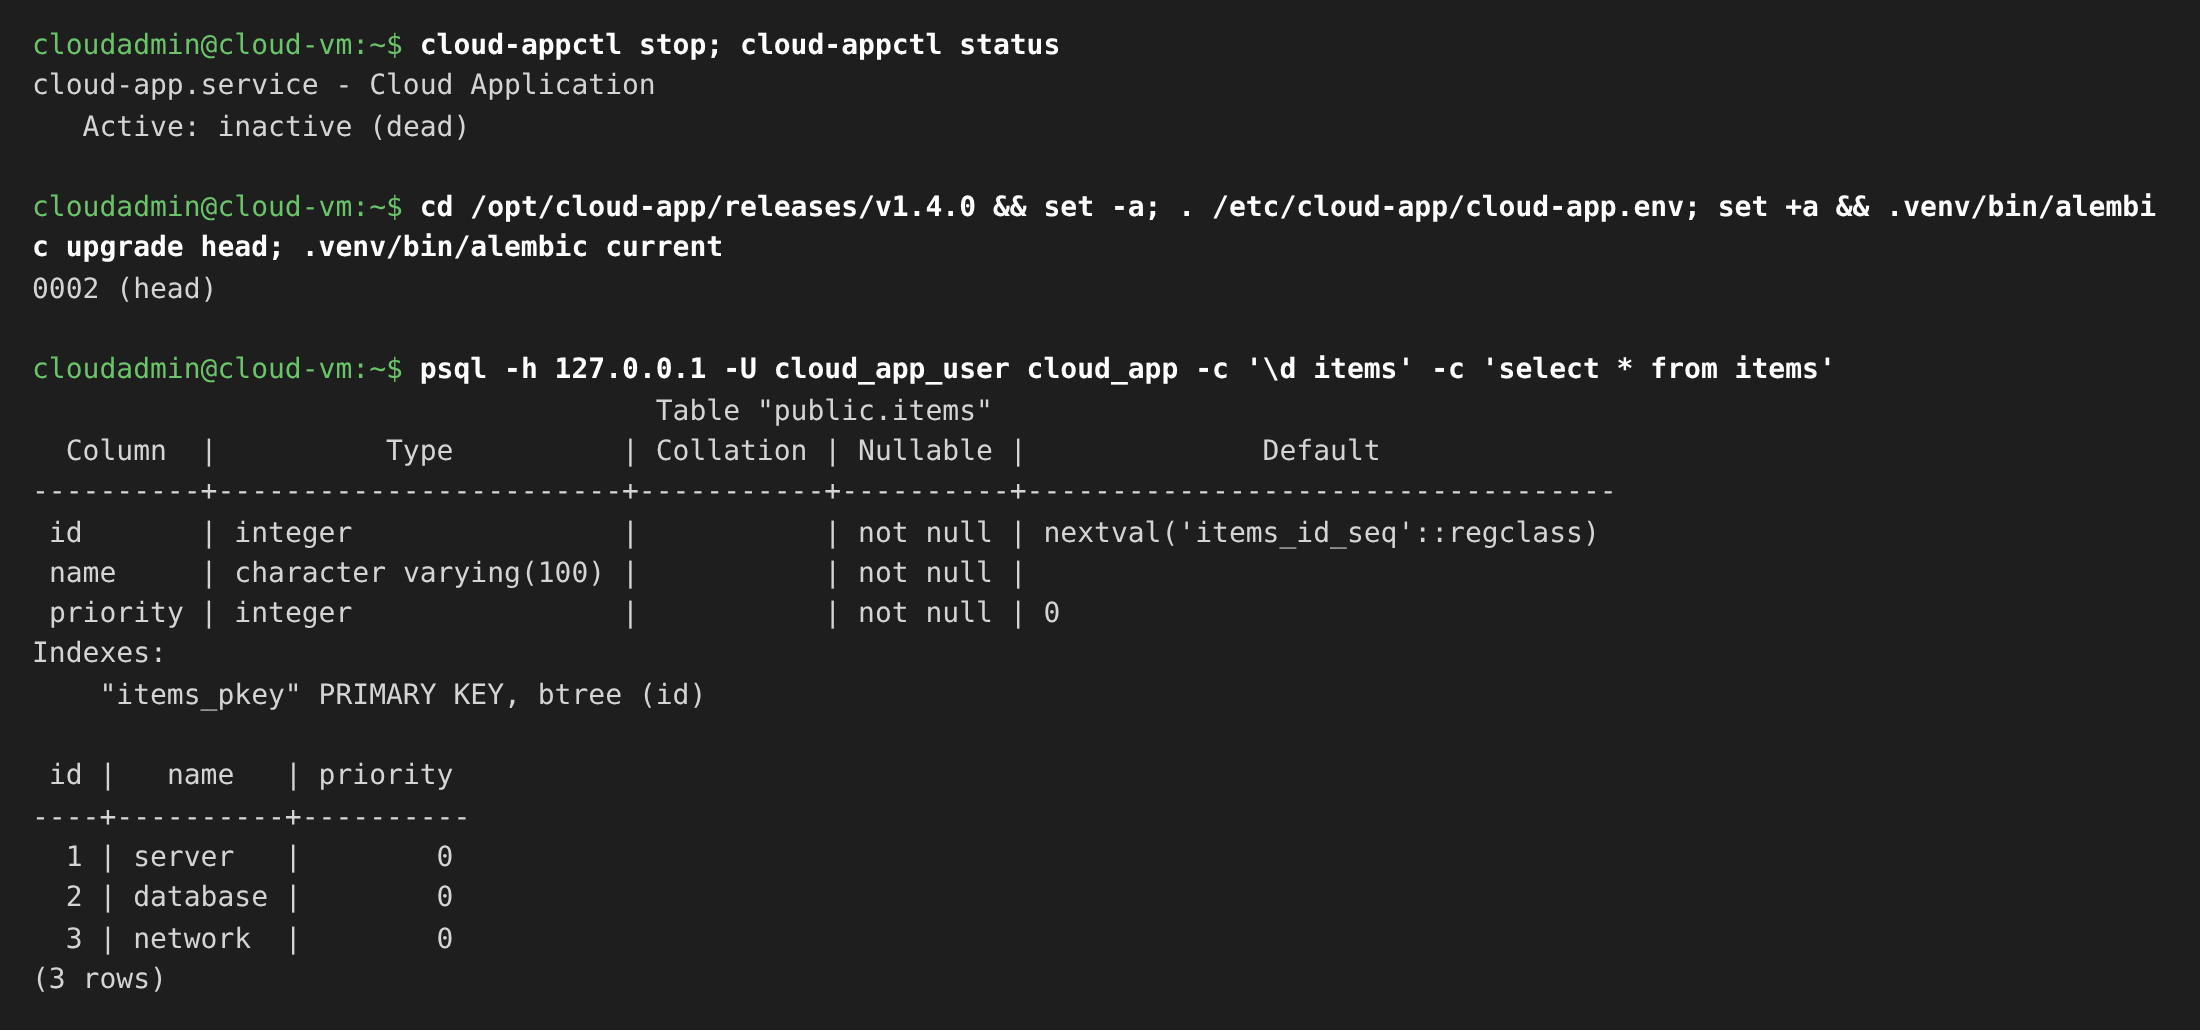 cloudadmin@cloud-vm:~$ cloud-appctl stop; cloud-appctl status
cloud-app.service - Cloud Application
   Active: inactive (dead)

cloudadmin@cloud-vm:~$ cd /opt/cloud-app/releases/v1.4.0 && set -a; . /etc/cloud-app/cloud-app.env; set +a && .venv/bin/alembi
c upgrade head; .venv/bin/alembic current
0002 (head)

cloudadmin@cloud-vm:~$ psql -h 127.0.0.1 -U cloud_app_user cloud_app -c '\d items' -c 'select * from items'
                                     Table "public.items"
  Column  |          Type          | Collation | Nullable |              Default
----------+------------------------+-----------+----------+-----------------------------------
 id       | integer                |           | not null | nextval('items_id_seq'::regclass)
 name     | character varying(100) |           | not null |
 priority | integer                |           | not null | 0
Indexes:
    "items_pkey" PRIMARY KEY, btree (id)

 id |   name   | priority
----+----------+----------
  1 | server   |        0
  2 | database |        0
  3 | network  |        0
(3 rows)